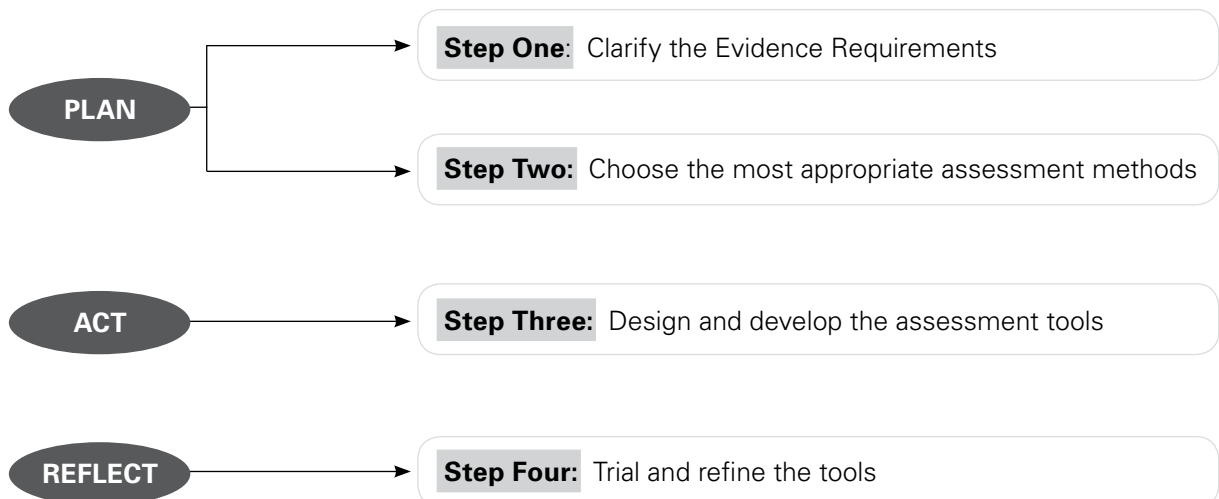 PLAN
Step One: Clarify the Evidence Requirements
Step Two: Choose the most appropriate assessment methods
ACT
Step Three: Design and develop the assessment tools
REFLECT
Step Four: Trial and refine the tools